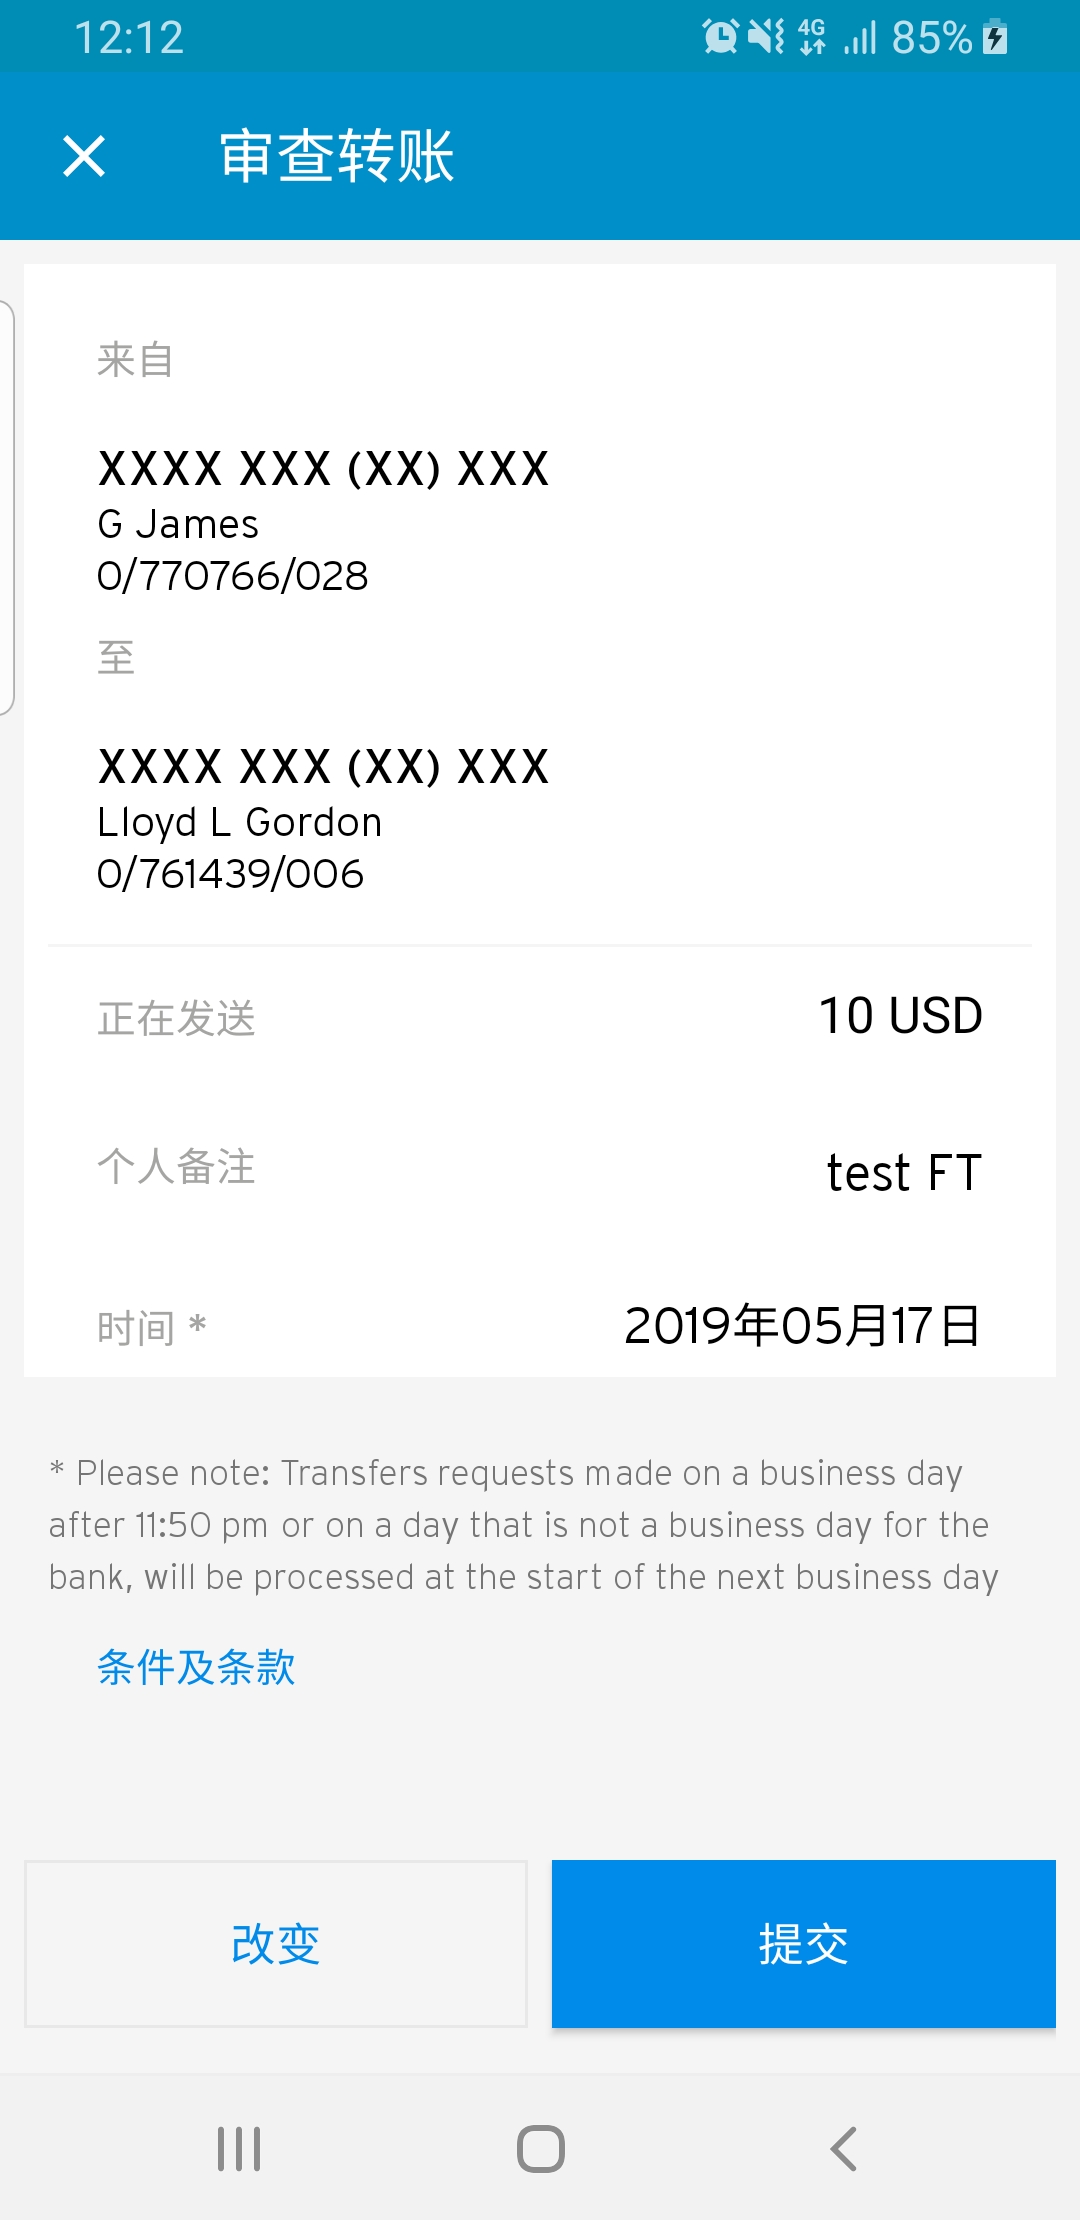 12:12
4G 85%
审查转账
来自
XXXX XXX (XX) XXX
G James
0/770766/028
至
XXXX XXX (XX) XXX
Lloyd L Gordon
0/761439/006
正在发送 10 USD
个人备注 test FT
时间 * 2019年05月17日
* Please note: Transfers requests made on a business day
after 11:50 pm or on a day that is not a business day for the
bank, will be processed at the start of the next business day
条件及条款
改变 提交